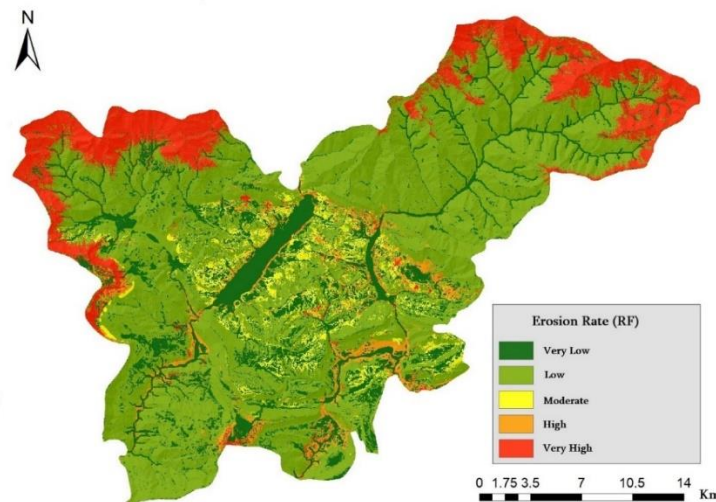 N
Erosion Rate (RF)
Very Low
Low
Moderate
High
Very High
0 1.75 3.5 7 10.5 14
Km